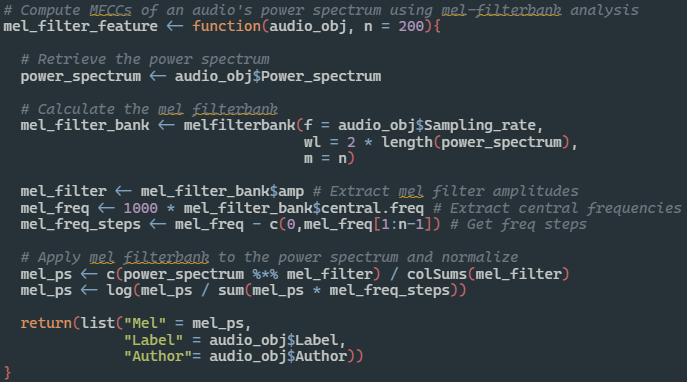 # Compute MECCs of an audio's power spectrum using mel-filterbank analysis
mel_filter_feature <- function(audio_obj, n = 200){
  # Retrieve the power spectrum
  power_spectrum <- audio_obj$Power_spectrum
  # Calculate the mel filterbank
  mel_filter_bank <- melfilterbank(f = audio_obj$Sampling_rate,
                                   wl = 2 * length(power_spectrum),
                                   m = n)
  mel_filter <- mel_filter_bank$amp # Extract mel filter amplitudes
  mel_freq <- 1000 * mel_filter_bank$central.freq # Extract central frequencies
  mel_freq_steps <- mel_freq - c(0,mel_freq[1:n-1]) # Get freq steps
  # Apply mel filterbank to the power spectrum and normalize
  mel_ps <- c(power_spectrum %*% mel_filter) / colSums(mel_filter)
  mel_ps <- log(mel_ps / sum(mel_ps * mel_freq_steps))
  return(list("Mel" = mel_ps,
              "Label" = audio_obj$Label,
              "Author"= audio_obj$Author))
}